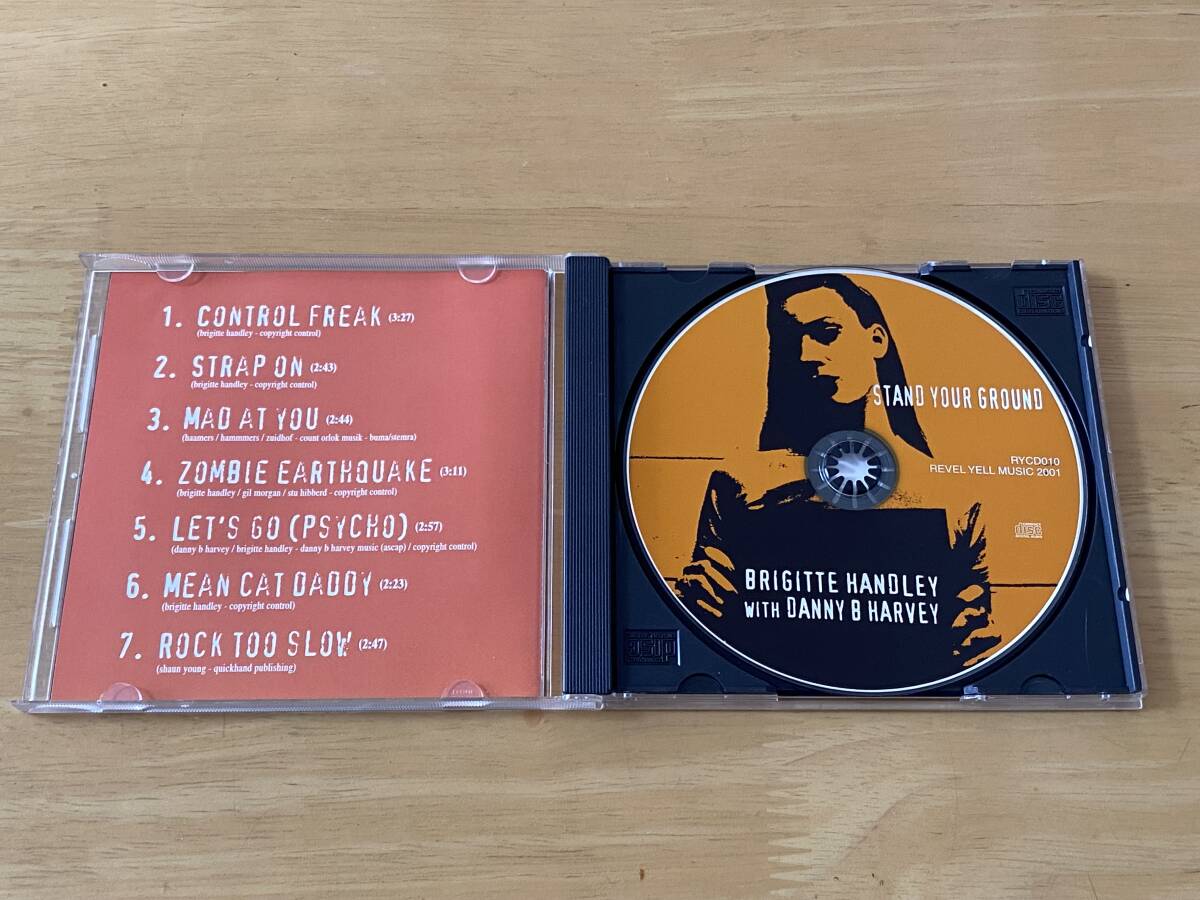 1. CONTROL FREAK (3:27)
(brigitte handley - copyright control)
2. STRAP ON (2:43)
(brigitte handley - copyright control)
3. MAD AT YOU (2:44)
(haamers / hammmers / zuidhof - count orlok musik - buma/stemra)
4. ZOMBIE EARTHQUAKE (3:11)
(brigitte handley / gil morgan / stu hibberd - copyright control)
5. LET'S GO (PSYCHO) (2:57)
(danny b harvey / brigitte handley - danny b harvey music (ascap) / copyright control)
6. MEAN CAT DADDY (2:23)
(brigitte handley - copyright control)
7. ROCK TOO SLOW (2:47)
(shaun young - quickhand publishing)
STAND YOUR GROUND
RYCD010
REVEL YELL MUSIC 2001
disc
BRIGITTE HANDLEY
WITH DANNY B HARVEY
disc
disc